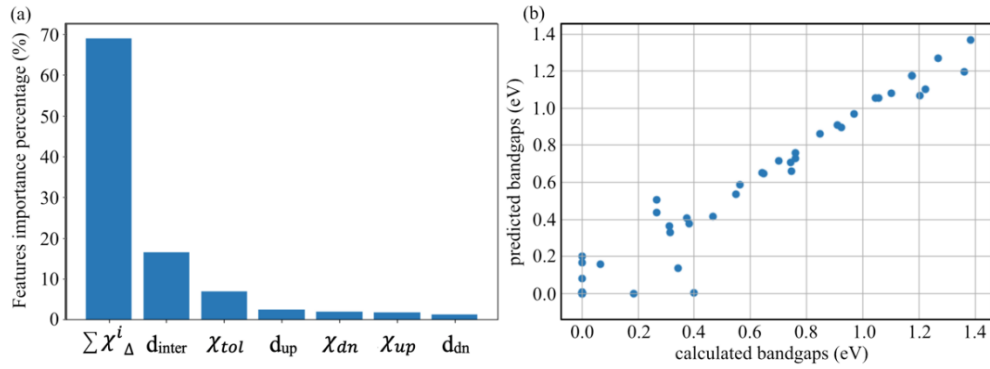 (a)
Features importance percentage (%)
70
60
50
40
30
20
10
0
∑ χⁱ_Δ d_inter χ_tol d_up χ_dn χ_up d_dn
(b)
predicted bandgaps (eV)
1.4
1.2
1.0
0.8
0.6
0.4
0.2
0.0
0.0 0.2 0.4 0.6 0.8 1.0 1.2 1.4
calculated bandgaps (eV)